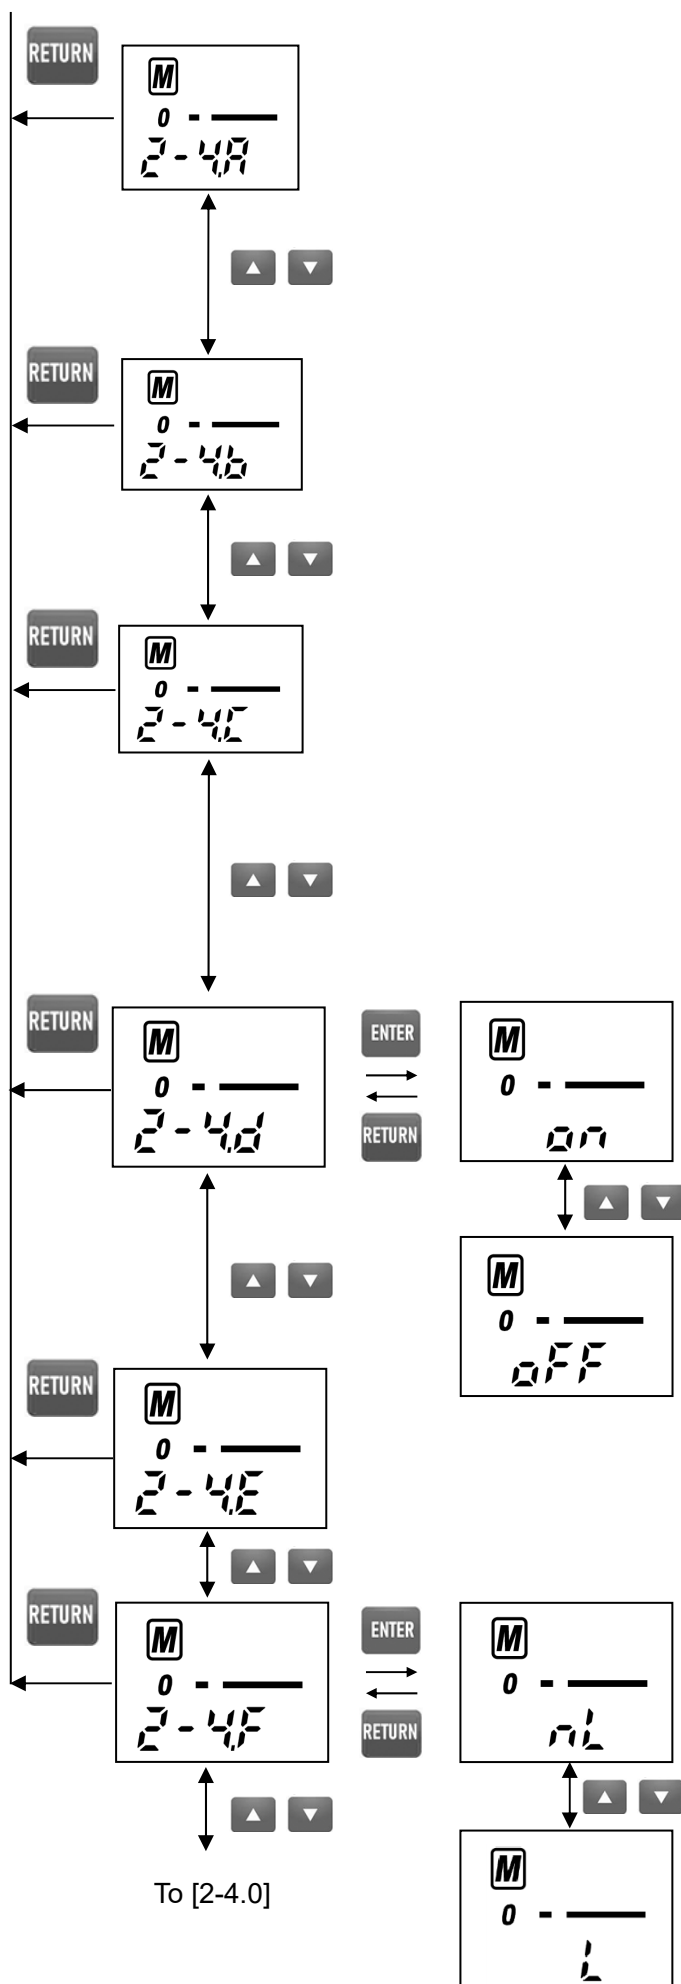 RETURN
M
0
2-4.A
RETURN
M
0
2-4.b
RETURN
M
0
2-4.C
RETURN
M
0
2-4.d
ENTER
RETURN
M
0
on
M
0
oFF
RETURN
M
0
2-4.E
RETURN
M
0
2-4.F
ENTER
RETURN
M
0
nL
M
0
L
To [2-4.0]